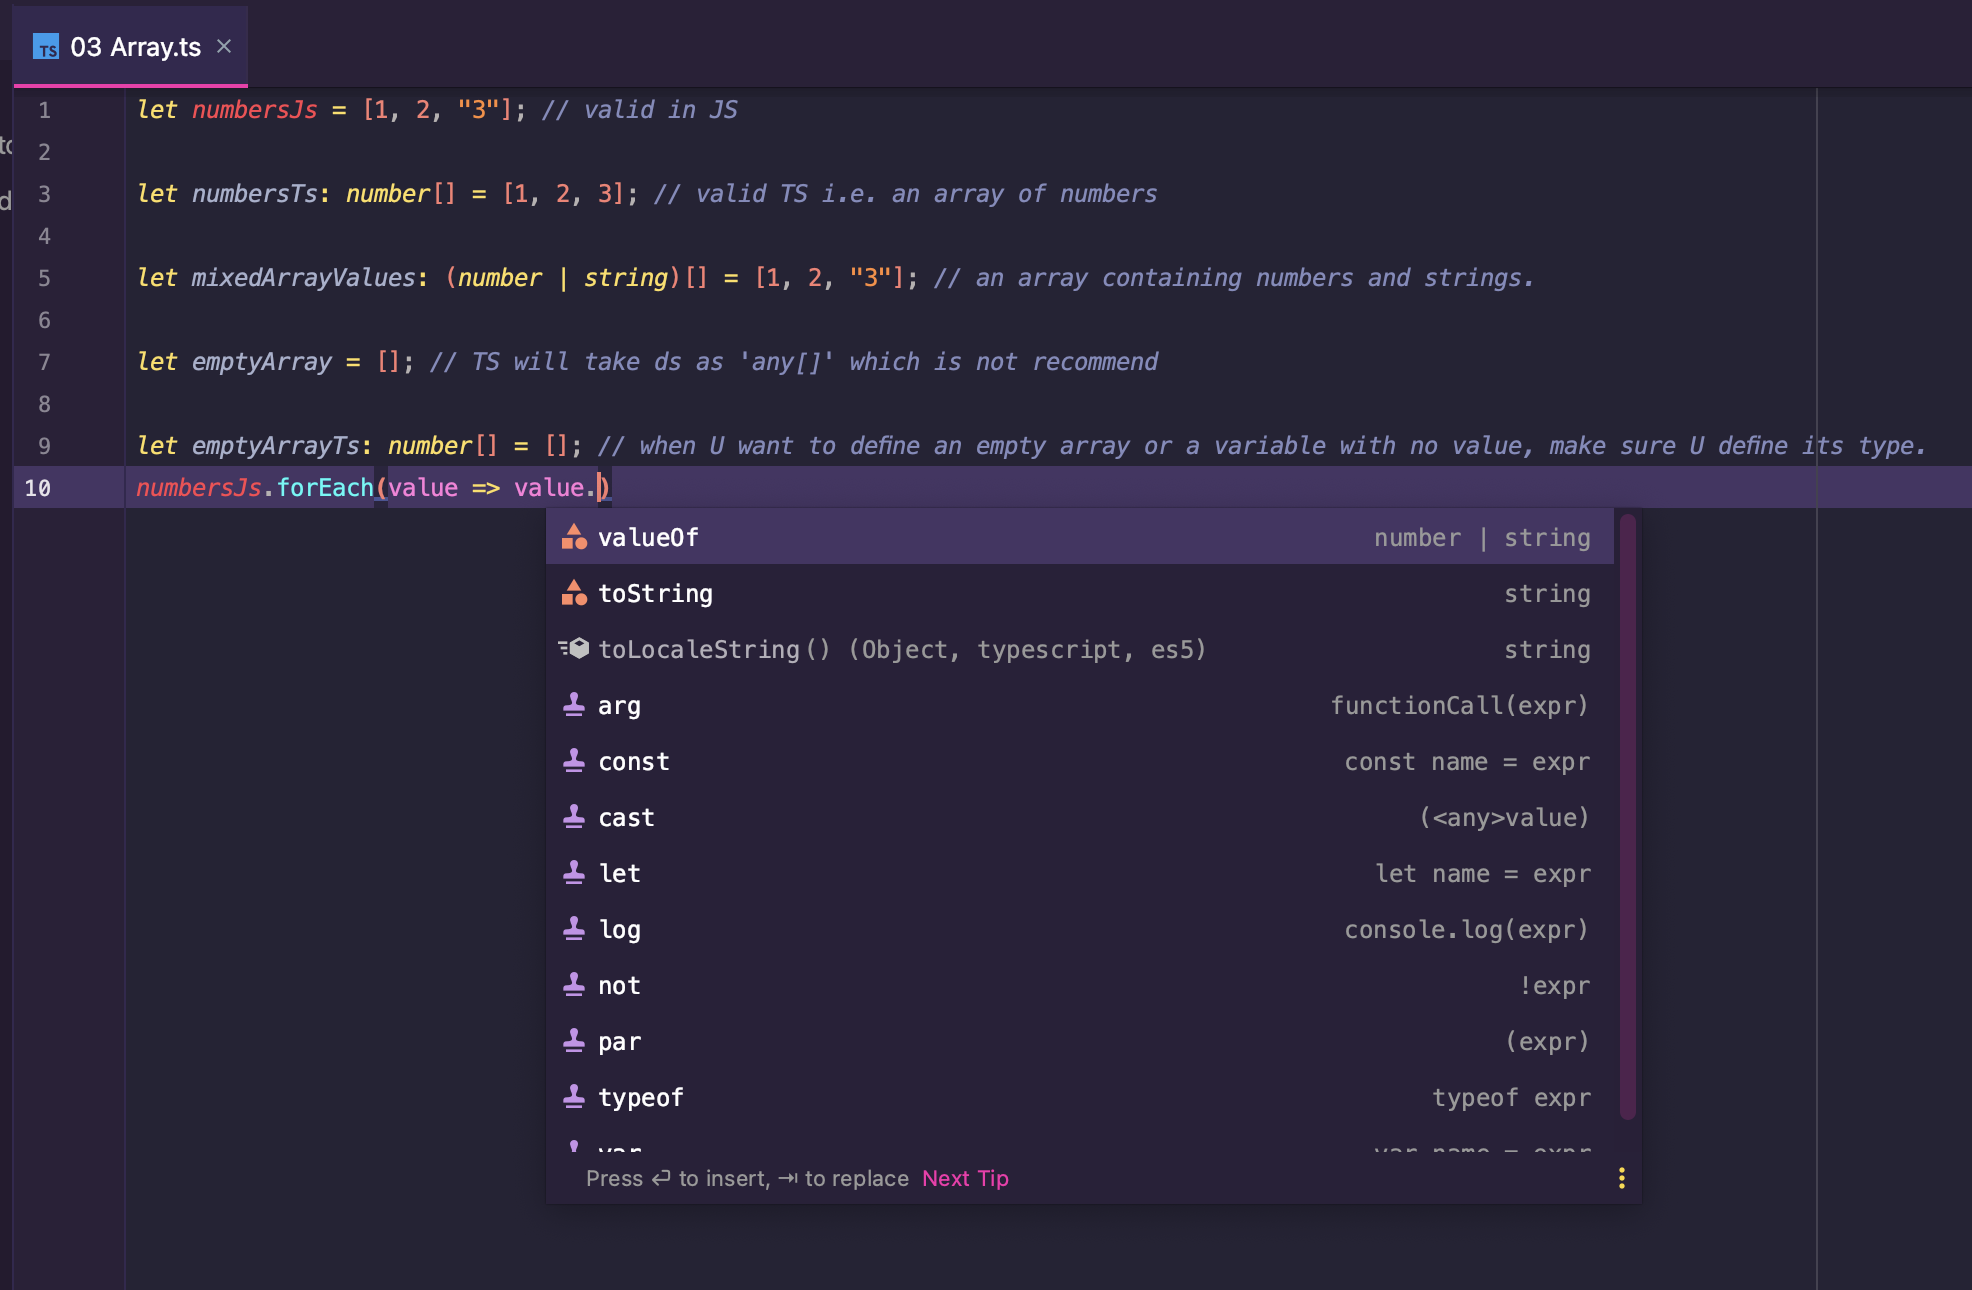 TS 03 Array.ts ×
1 let numbersJs = [1, 2, "3"]; // valid in JS
2
3 let numbersTs: number[] = [1, 2, 3]; // valid TS i.e. an array of numbers
4
5 let mixedArrayValues: (number | string)[] = [1, 2, "3"]; // an array containing numbers and strings.
6
7 let emptyArray = []; // TS will take ds as 'any[]' which is not recommend
8
9 let emptyArrayTs: number[] = []; // when U want to define an empty array or a variable with no value, make sure U define its type.
10 numbersJs.forEach(value => value.)
valueOf number | string
toString string
toLocaleString() (Object, typescript, es5) string
arg functionCall(expr)
const const name = expr
cast (<any>value)
let let name = expr
log console.log(expr)
not !expr
par (expr)
typeof typeof expr
var var name = expr
Press ⏎ to insert, ⇥ to replace Next Tip